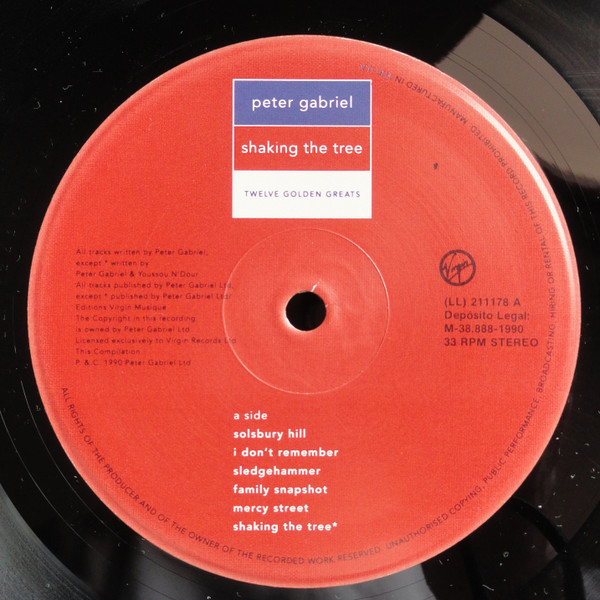 peter gabriel
shaking the tree
TWELVE GOLDEN GREATS
All tracks written by Peter Gabriel,
except * written by
Peter Gabriel & Youssou N'Dour
All tracks published by Peter Gabriel Ltd
except * published by Peter Gabriel Ltd/
Editions Virgin Musique
The Copyright in this recording
is owned by Peter Gabriel Ltd
Licensed exclusively to Virgin Records Ltd
This Compilation
P. & C. 1990 Peter Gabriel Ltd
Virgin
(LL) 211178 A
Depósito Legal:
M-38.888-1990
33 RPM STEREO
a side
solsbury hill
i don't remember
sledgehammer
family snapshot
mercy street
shaking the tree*
ALL RIGHTS OF THE PRODUCER AND OF THE OWNER OF THE RECORDED WORK RESERVED. UNAUTHORISED COPYING, PUBLIC PERFORMANCE, BROADCASTING, HIRING OR RENTAL OF THIS RECORD PROHIBITED. MANUFACTURED IN THE